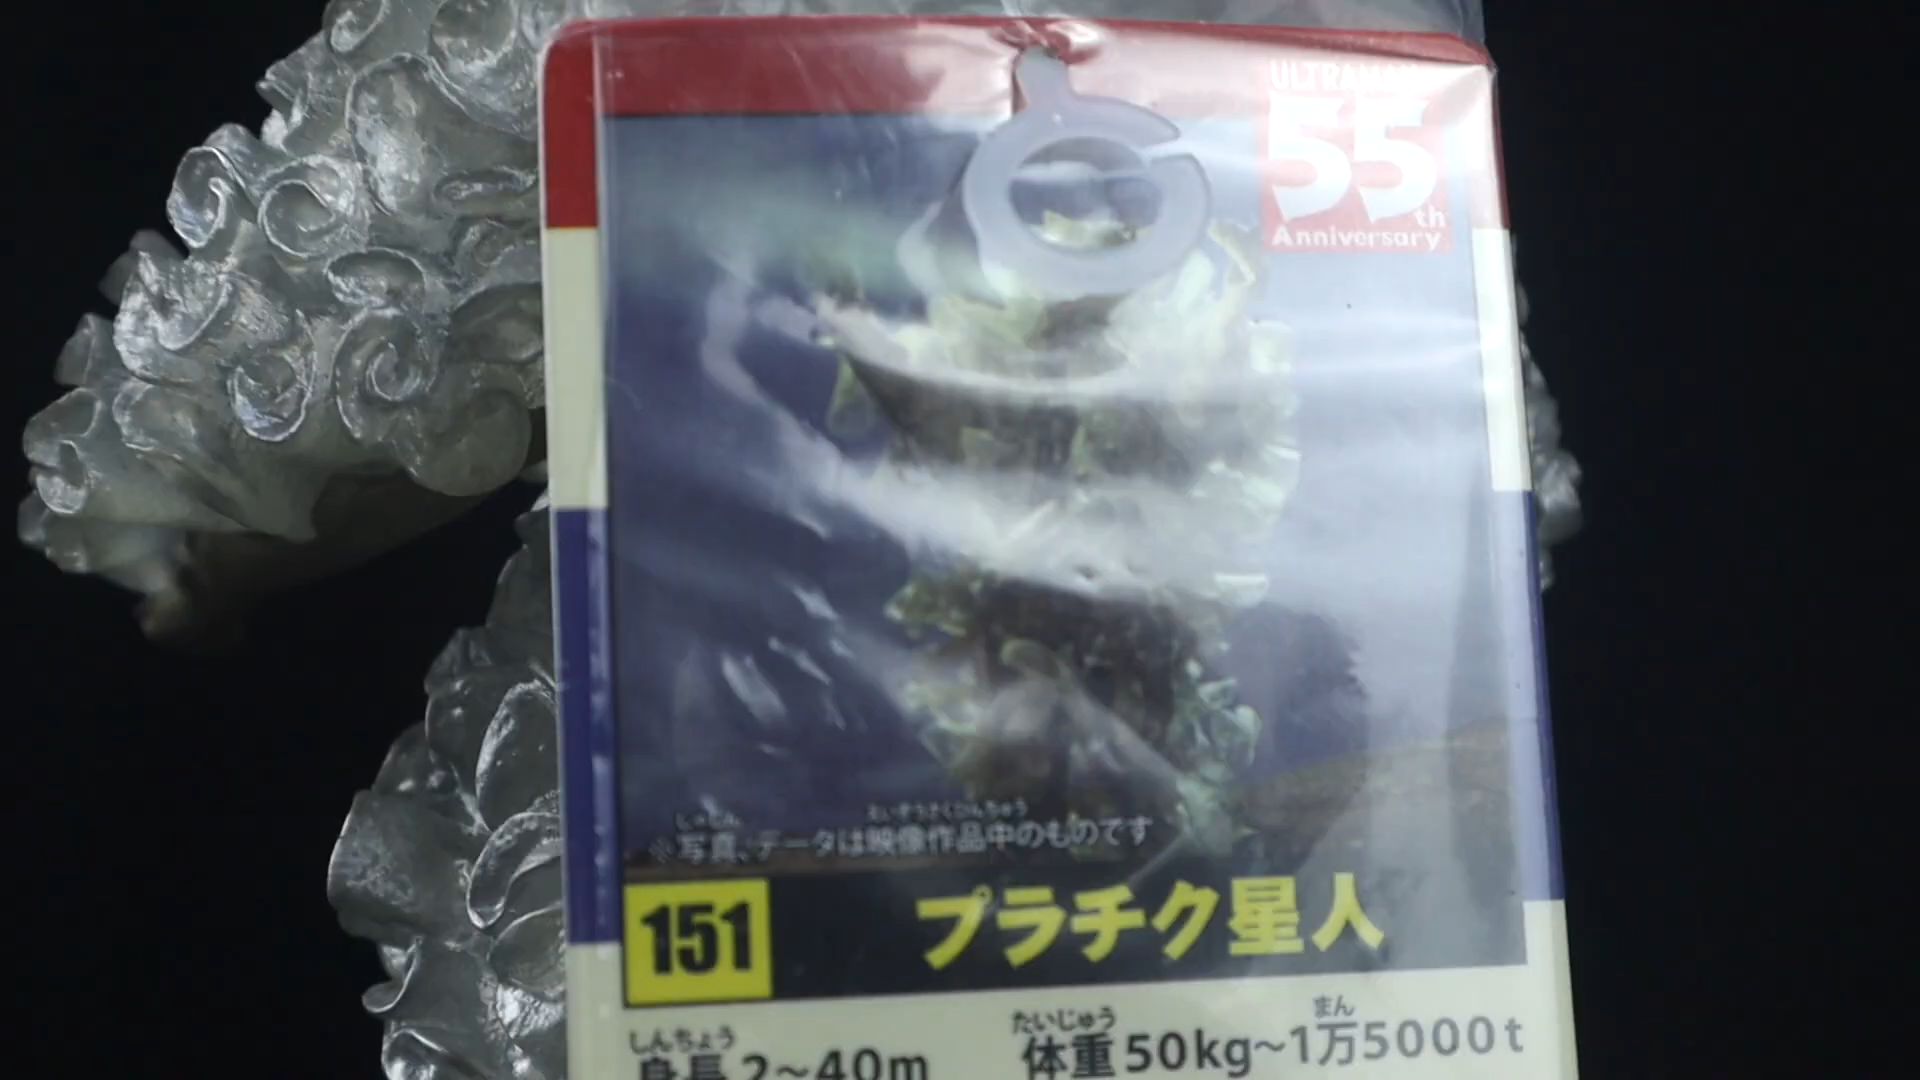 ULTRAMAN
55th
Anniversary
しゃしん えいぞうさくひんちゅう
※写真、データは映像作品中のものです
151 プラチク星人
しんちょう たいじゅう まん
身長2～40m 体重50kg～1万5000t